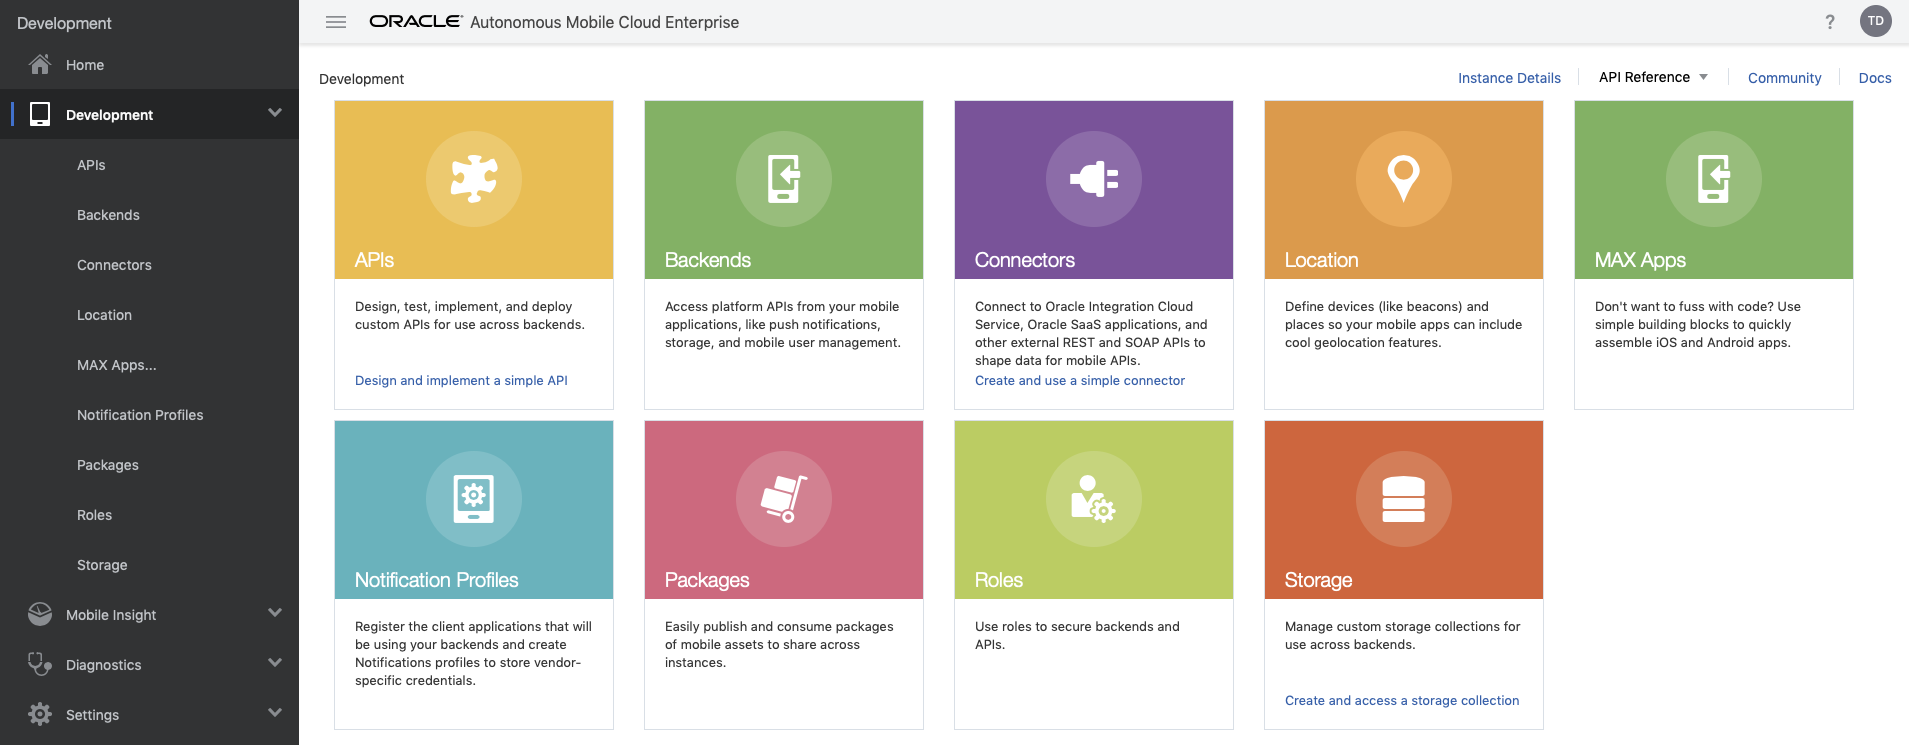 Development
Home
Development
APIs
Backends
Connectors
Location
MAX Apps...
Notification Profiles
Packages
Roles
Storage
Mobile Insight
Diagnostics
Settings
ORACLE Autonomous Mobile Cloud Enterprise
?
TD
Development
Instance Details
API Reference
Community
Docs
APIs
Design, test, implement, and deploy
custom APIs for use across backends.
Design and implement a simple API
Backends
Access platform APIs from your mobile
applications, like push notifications,
storage, and mobile user management.
Connectors
Connect to Oracle Integration Cloud
Service, Oracle SaaS applications, and
other external REST and SOAP APIs to
shape data for mobile APIs.
Create and use a simple connector
Location
Define devices (like beacons) and
places so your mobile apps can include
cool geolocation features.
MAX Apps
Don't want to fuss with code? Use
simple building blocks to quickly
assemble iOS and Android apps.
Notification Profiles
Register the client applications that will
be using your backends and create
Notifications profiles to store vendor-
specific credentials.
Packages
Easily publish and consume packages
of mobile assets to share across
instances.
Roles
Use roles to secure backends and
APIs.
Storage
Manage custom storage collections for
use across backends.
Create and access a storage collection